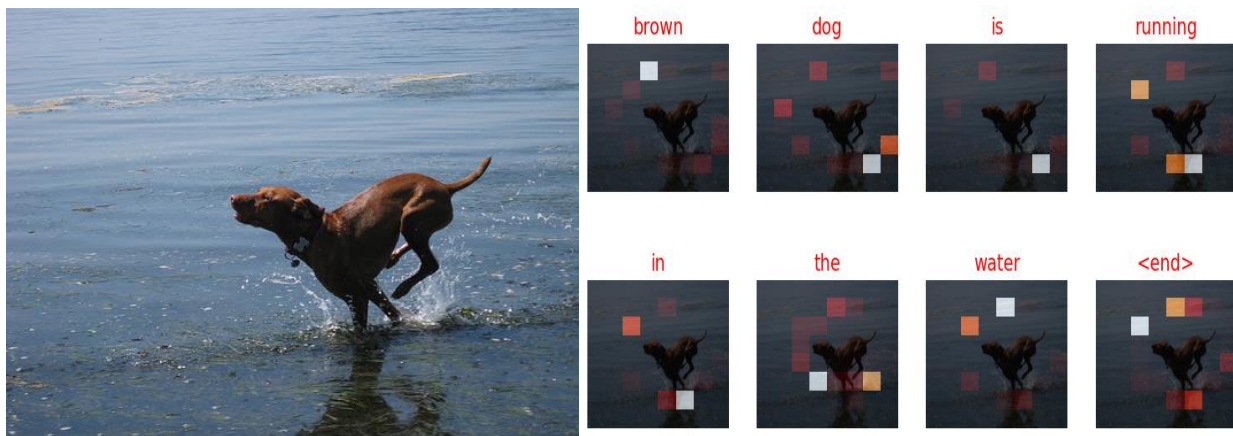 brown dog is running
in the water <end>